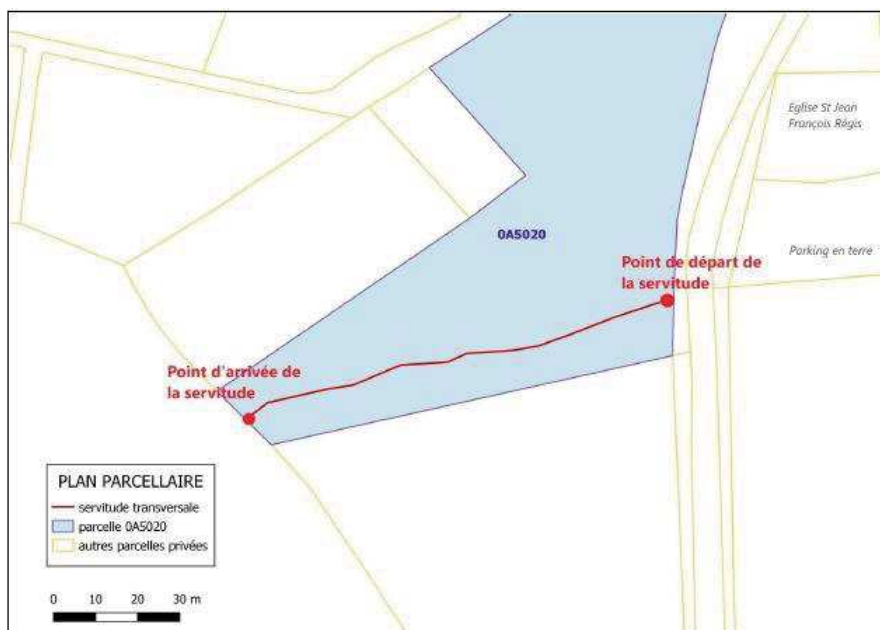 Eglise St Jean
François Régis
0A5020
Parking en terre
Point de départ de
la servitude
Point d'arrivée de
la servitude
PLAN PARCELLAIRE
servitude transversale
parcelle 0A5020
autres parcelles privées
0 10 20 30 m